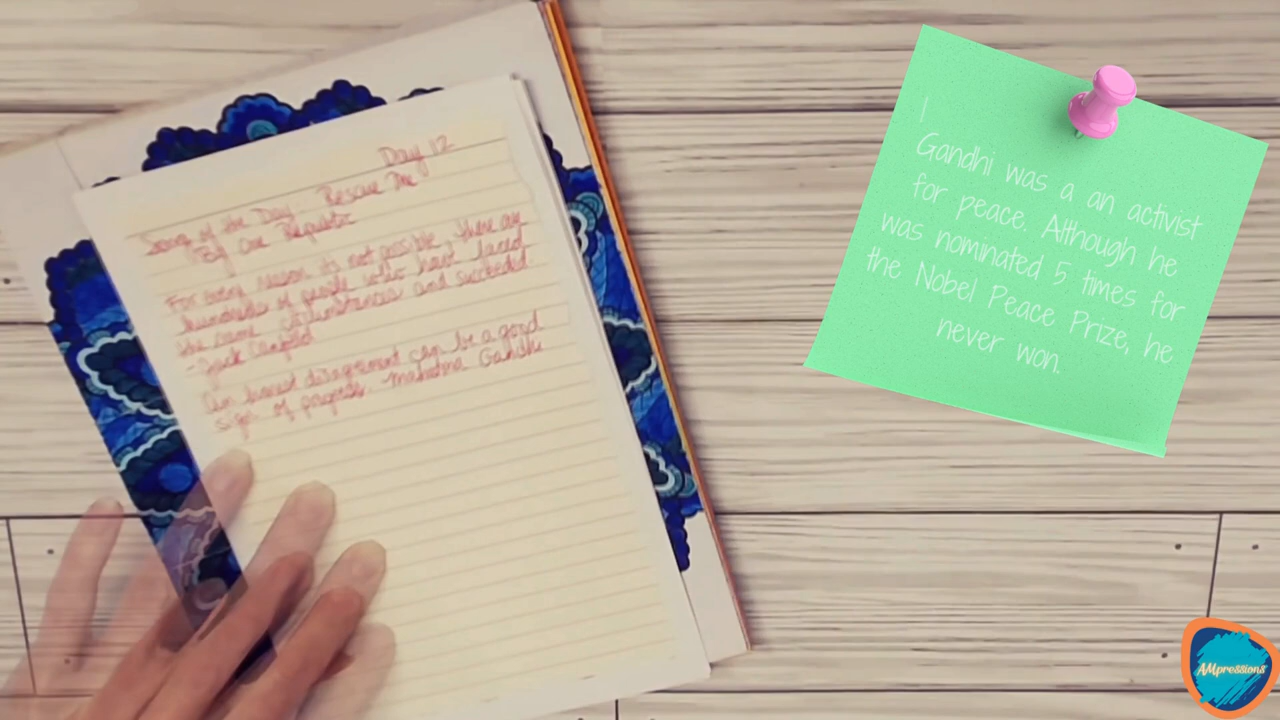 Day 12
Song of the Day - Rescue Me
By One Republic
For every reason it's not possible, there are
hundreds of people who have faced
the same circumstances and succeeded.
-Jack Canfield
An honest disagreement can be a good
sign of progress. -Mahatma Gandhi
|
Gandhi was a an activist
for peace. Although he
was nominated 5 times for
the Nobel Peace Prize, he
never won.
AMpressions